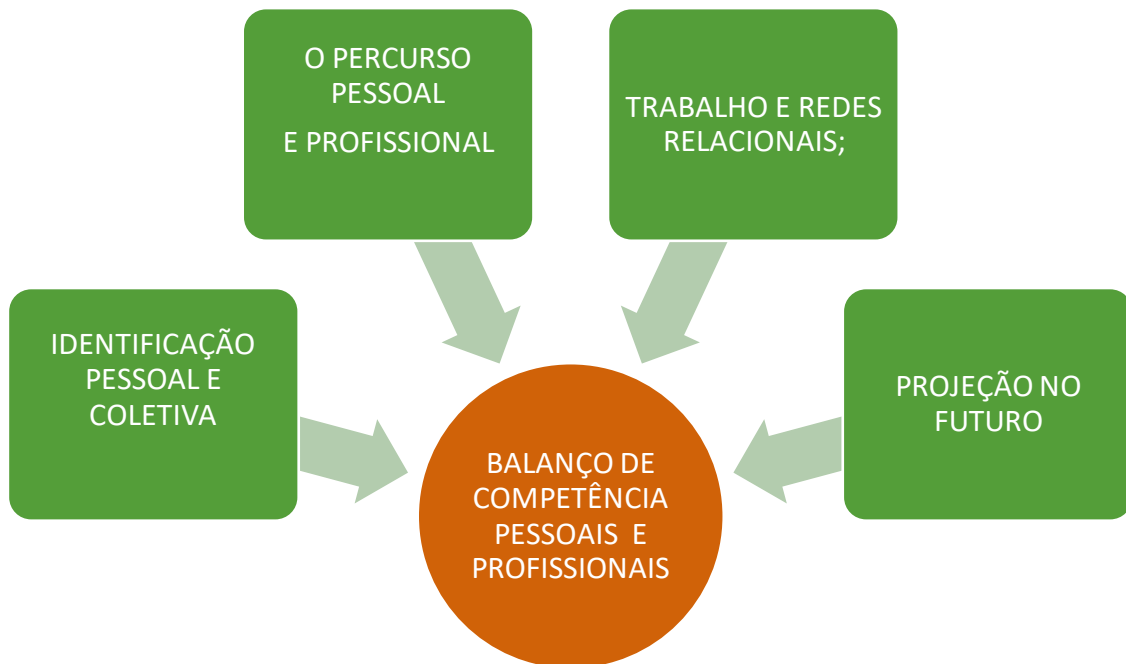 O PERCURSO
PESSOAL
E PROFISSIONAL
TRABALHO E REDES
RELACIONAIS;
IDENTIFICAÇÃO
PESSOAL E
COLETIVA
PROJEÇÃO NO
FUTURO
BALANÇO DE
COMPETÊNCIA
PESSOAIS E
PROFISSIONAIS